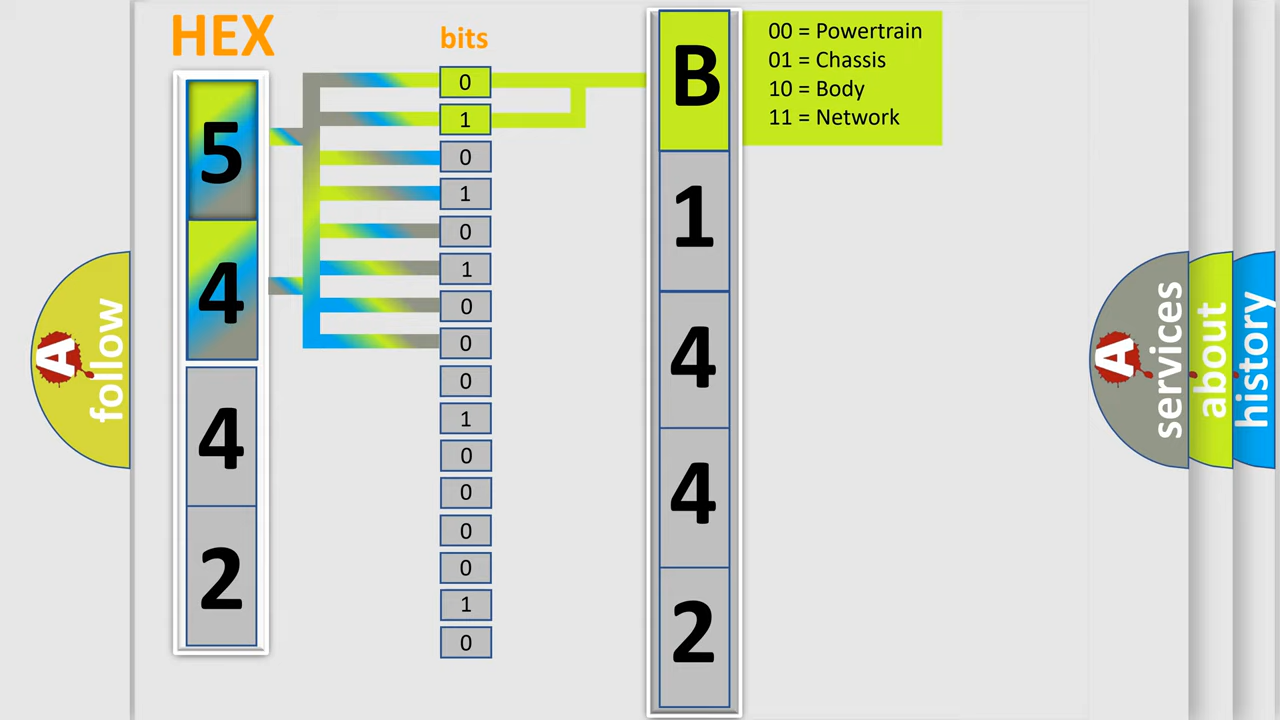 HEX
bits
5
4
4
2
0
1
0
1
0
1
0
0
0
1
0
0
0
0
1
0
B
1
4
4
2
00 = Powertrain
01 = Chassis
10 = Body
11 = Network
A
follow
A
services
about
history